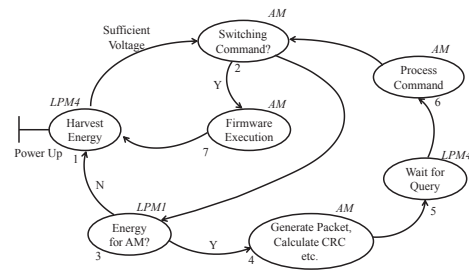 Sufficient
Voltage
AM
Switching
Command?
2
Y
AM
Process
Command
6
LPM4
Harvest
Energy
1
Power Up
AM
Firmware
Execution
7
N
LPM1
Energy
for AM?
3
Y
AM
Generate Packet,
Calculate CRC
etc.
4
LPM4
Wait for
Query
5